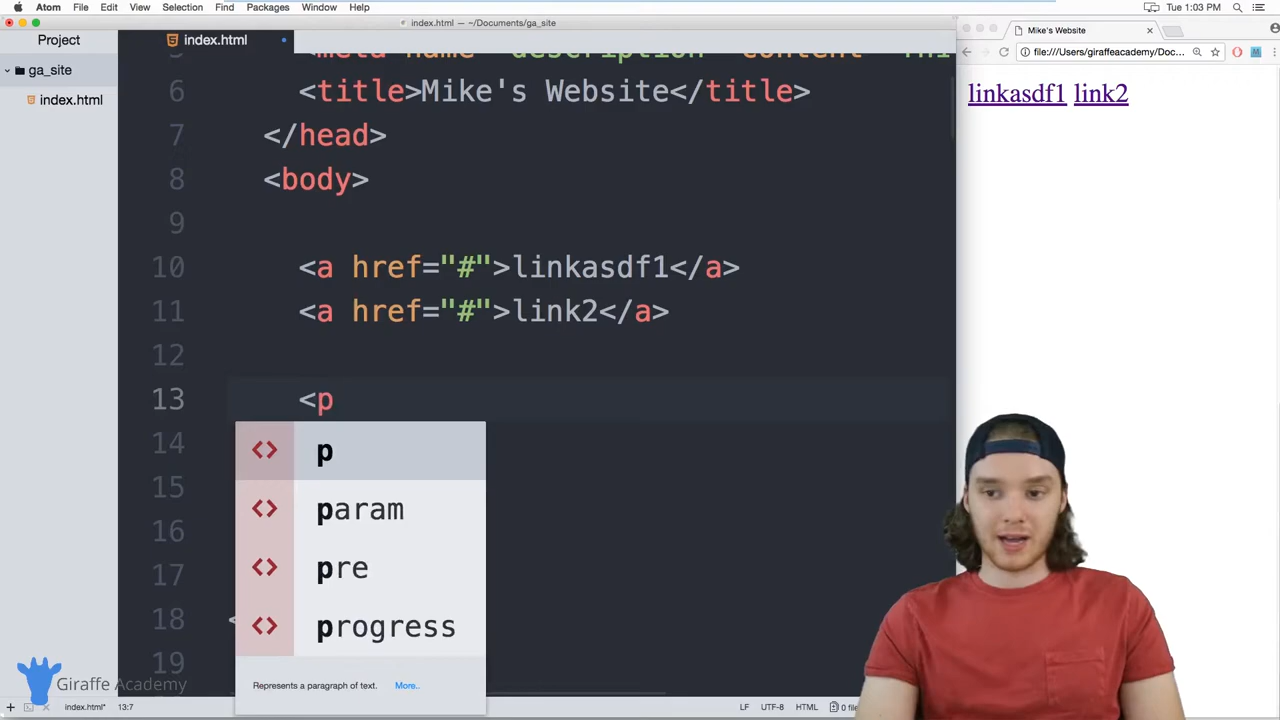 Atom File Edit View Selection Find Packages Window Help
Tue 1:03 PM
index.html — ~/Documents/ga_site
Project
index.html
Mike's Website
ga_site
file:///Users/giraffeacademy/Doc...
index.html
linkasdf1 link2
6 <title>Mike's Website</title>
7 </head>
8 <body>
9
10 <a href="#">linkasdf1</a>
11 <a href="#">link2</a>
12
13 <p
14 p
15 param
16
17 pre
18 <
progress
19
Represents a paragraph of text. More..
Giraffe Academy
index.html* 13:7
LF UTF-8 HTML 0 file